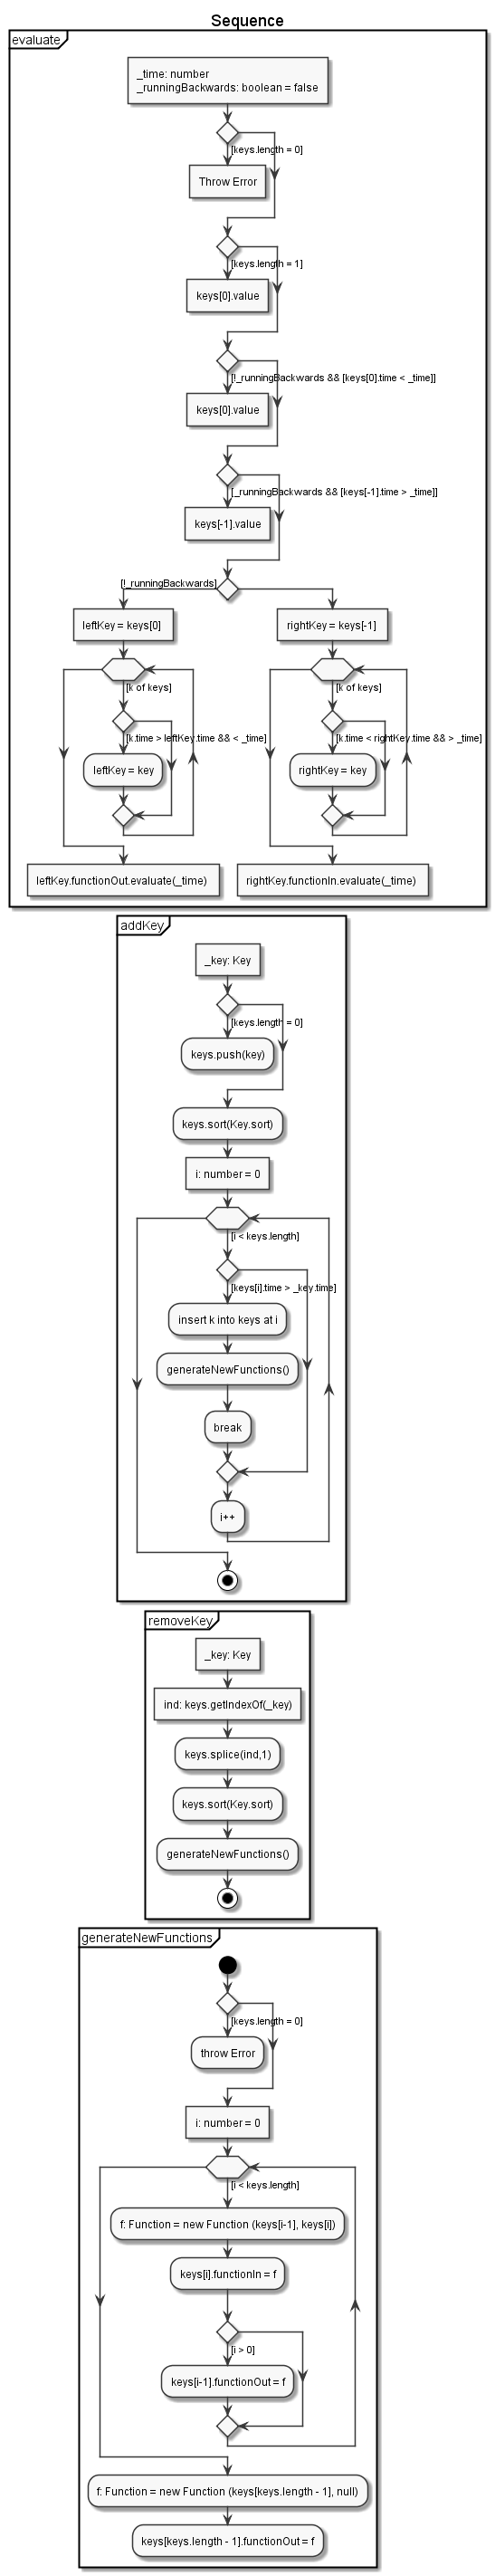 Sequence
evaluate
_time: number
_runningBackwards: boolean = false
[keys.length = 0]
Throw Error
[keys.length = 1]
keys[0].value
[!_runningBackwards && [keys[0].time < _time]]
keys[0].value
[_runningBackwards && [keys[-1].time > _time]]
keys[-1].value
[!_runningBackwards]
leftKey = keys[0]
[k of keys]
[k.time > leftKey.time && < _time]
leftKey = key
leftKey.functionOut.evaluate(_time)
rightKey = keys[-1]
[k of keys]
[k.time < rightKey.time && > _time]
rightKey = key
rightKey.functionIn.evaluate(_time)
addKey
_key: Key
[keys.length = 0]
keys.push(key)
keys.sort(Key.sort)
i: number = 0
[i < keys.length]
[keys[i].time > _key.time]
insert k into keys at i
generateNewFunctions()
break
i++
removeKey
_key: Key
ind: keys.getIndexOf(_key)
keys.splice(ind,1)
keys.sort(Key.sort)
generateNewFunctions()
generateNewFunctions
[keys.length = 0]
throw Error
i: number = 0
[i < keys.length]
f: Function = new Function (keys[i-1], keys[i])
keys[i].functionIn = f
[i > 0]
keys[i-1].functionOut = f
f: Function = new Function (keys[keys.length - 1], null)
keys[keys.length - 1].functionOut = f